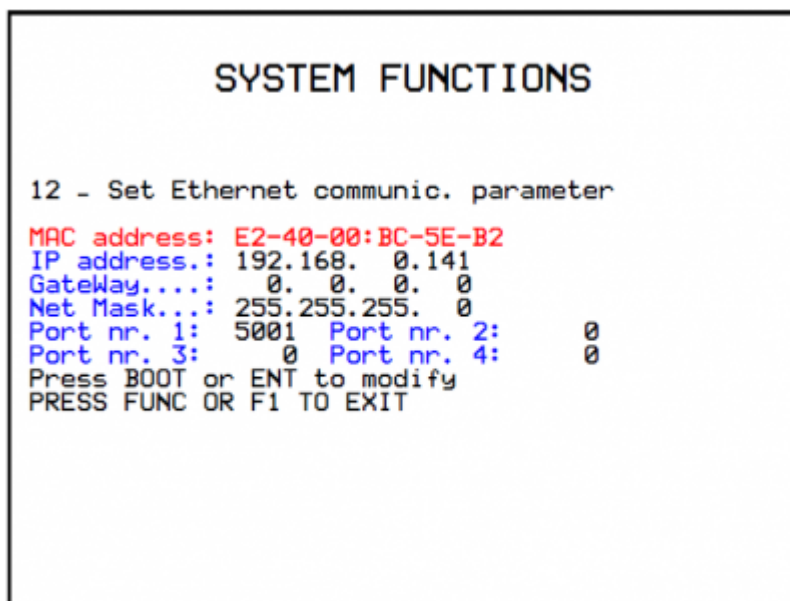 SYSTEM FUNCTIONS
12 - Set Ethernet communic. parameter
MAC address: E2-40-00:BC-5E-B2
IP address.: 192.168.  0.141
GateWay....:   0.  0.  0.  0
Net Mask...: 255.255.255.  0
Port nr. 1:  5001  Port nr. 2:      0
Port nr. 3:     0  Port nr. 4:      0
Press BOOT or ENT to modify
PRESS FUNC OR F1 TO EXIT